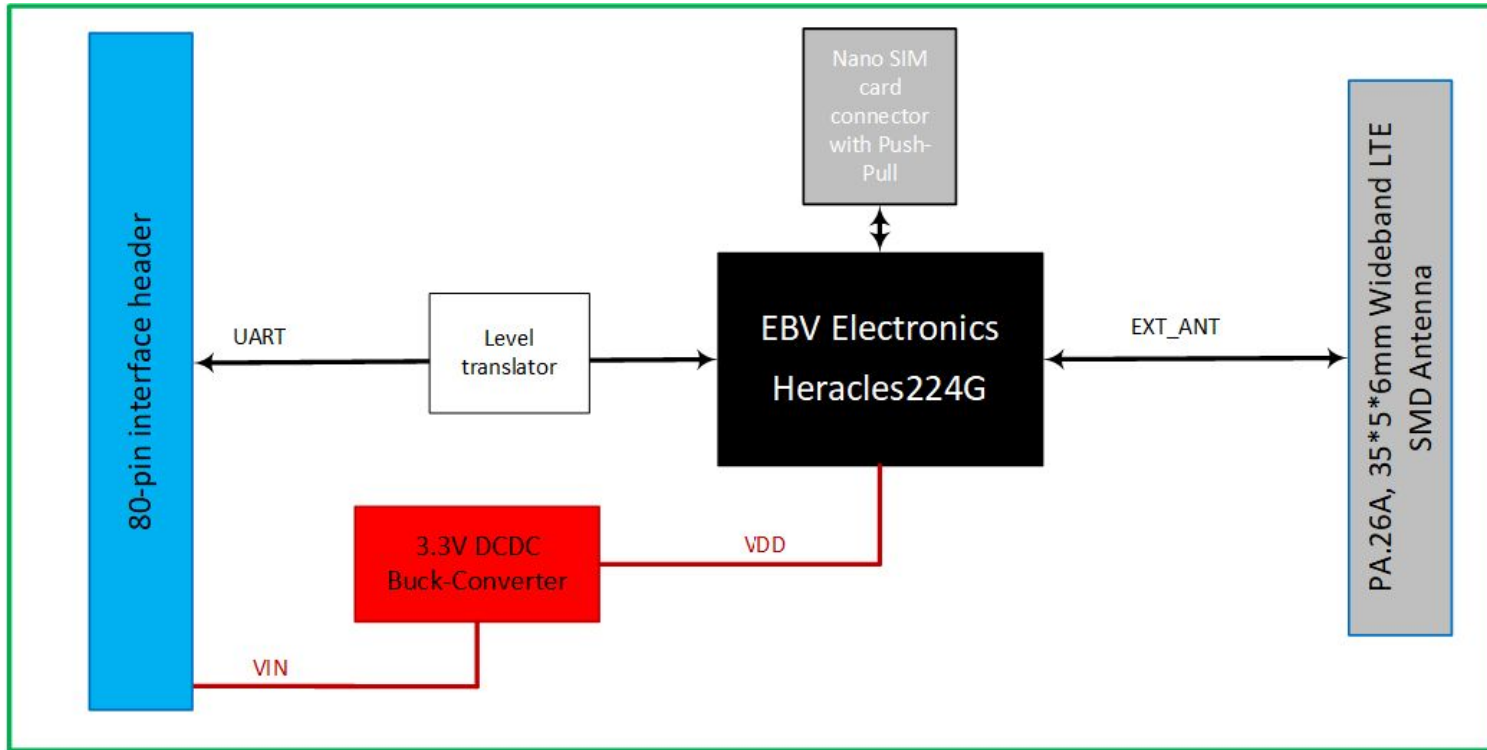 Nano SIM
card
connector
with Push-
Pull
80-pin interface header
UART
Level
translator
EBV Electronics
Heracles224G
EXT_ANT
PA.26A, 35*5*6mm Wideband LTE
SMD Antenna
3.3V DCDC
Buck-Converter
VDD
VIN